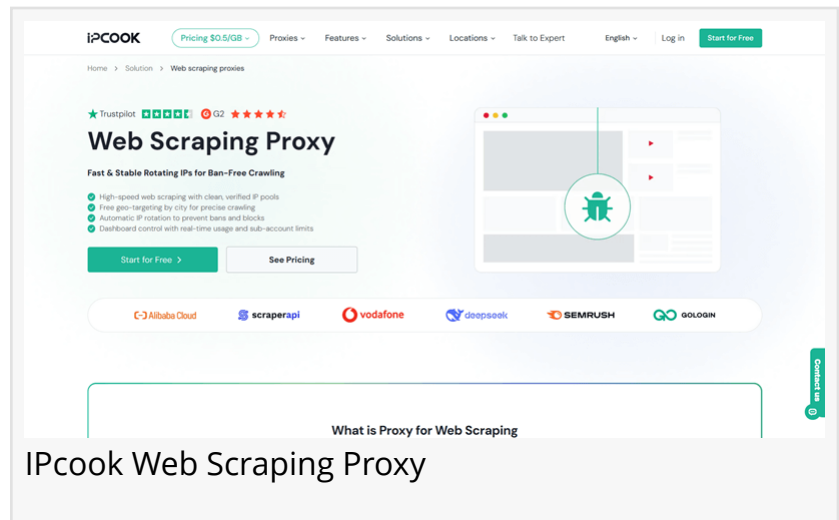 IPCOOK Pricing $0.5/GB Proxies Features Solutions Locations Talk to Expert English Log in Start for Free
Home > Solution > Web scraping proxies
Trustpilot G2
Web Scraping Proxy
Fast & Stable Rotating IPs for Ban-Free Crawling
High-speed web scraping with clean, verified IP pools
Free geo-targeting by city for precise crawling
Automatic IP rotation to prevent bans and blocks
Dashboard control with real-time usage and sub-account limits
Start for Free > See Pricing
Alibaba Cloud scraperapi vodafone deepseek SEMRUSH GOLOGIN
Contact us
What is Proxy for Web Scraping
IPcook Web Scraping Proxy